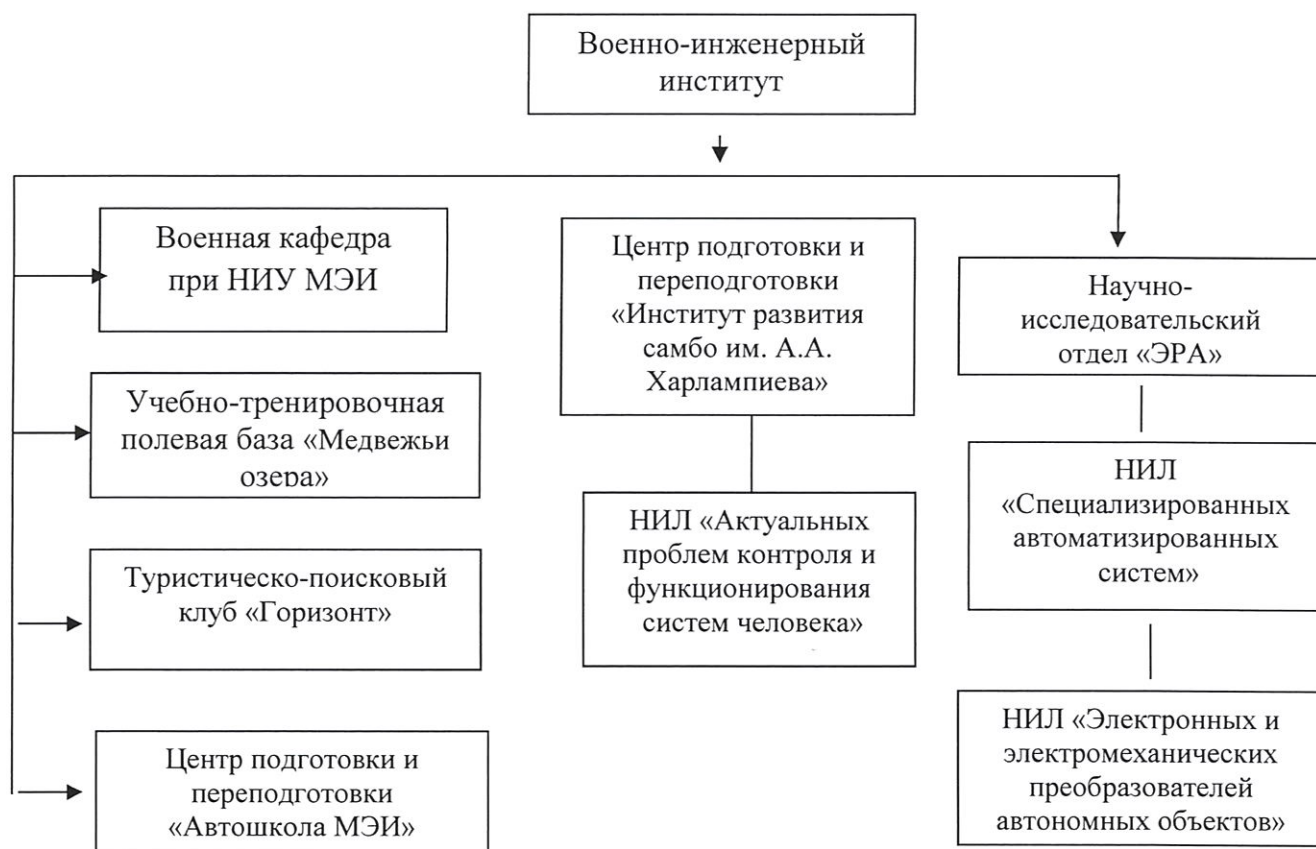 Военно-инженерный
институт
Военная кафедра
при НИУ МЭИ
Учебно-тренировочная
полевая база «Медвежьи
озера»
Туристическо-поисковый
клуб «Горизонт»
Центр подготовки и
переподготовки
«Автошкола МЭИ»
Центр подготовки и
переподготовки
«Институт развития
самбо им. А.А.
Харлампиева»
НИЛ «Актуальных
проблем контроля и
функционирования
систем человека»
Научно-
исследовательский
отдел «ЭРА»
НИЛ
«Специализированных
автоматизированных
систем»
НИЛ «Электронных и
электромеханических
преобразователей
автономных объектов»